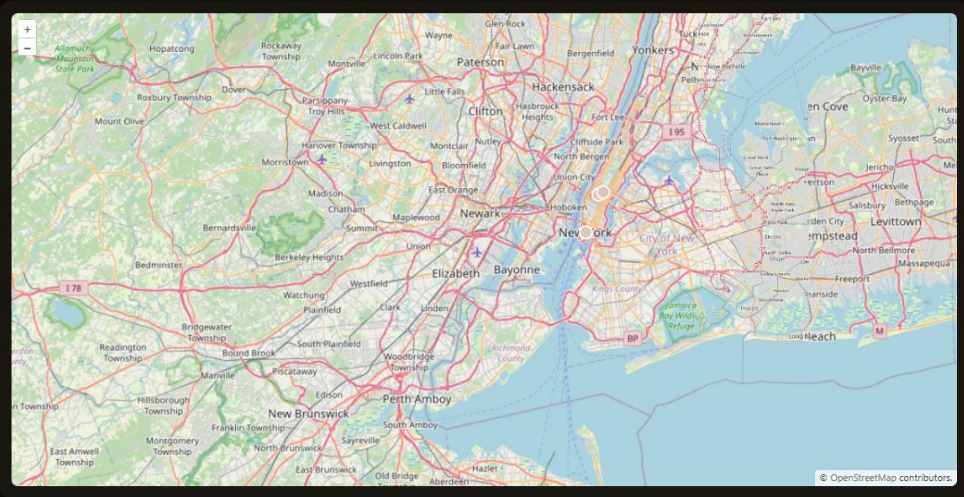 +
−
Glen Rock
Wayne
Allamuchy
Mountain
State Park
Hopatcong
Rockaway
Township
Montville
Lincoln Park
Fair Lawn
Paterson
Bergenfield
Yonkers
Bayville
Oyster Bay
Roxbury Township
Dover
Parsippany-
Troy Hills
Little Falls
Hackensack
Clifton
Hasbrouck
Heights
Fort Lee
Mount Olive
West Caldwell
I 95
Syosset
Hanover Township
Montclair
Nutley
Cliffside Park
North Bergen
Morristown
Livingston
Bloomfield
Union City
Jericho
Hicksville
Madison
East Orange
Chatham
Maplewood
Newark
Hoboken
Salisbury
Bethpage
Levittown
Bernardsville
Summit
Union
City of New
York
North Bellmore
Bedminster
Berkeley Heights
Elizabeth
Bayonne
Massapequa
Freeport
I 78
Westfield
Kings County
Watchung
Plainfield
Clark
Linden
Jamaica
Bay Wildlife
Refuge
Bridgewater
Township
M
BP
Readington
Township
Bound Brook
South Plainfield
Woodbridge
Township
Richmond
County
Manville
Piscataway
Hillsborough
Township
Edison
Perth Amboy
New Brunswick
Franklin Township
South Amboy
Montgomery
Township
North Brunswick
Sayreville
East Amwell
Township
East Brunswick
Old Bridge
Township
Hazlet
Aberdeen
© OpenStreetMap contributors.